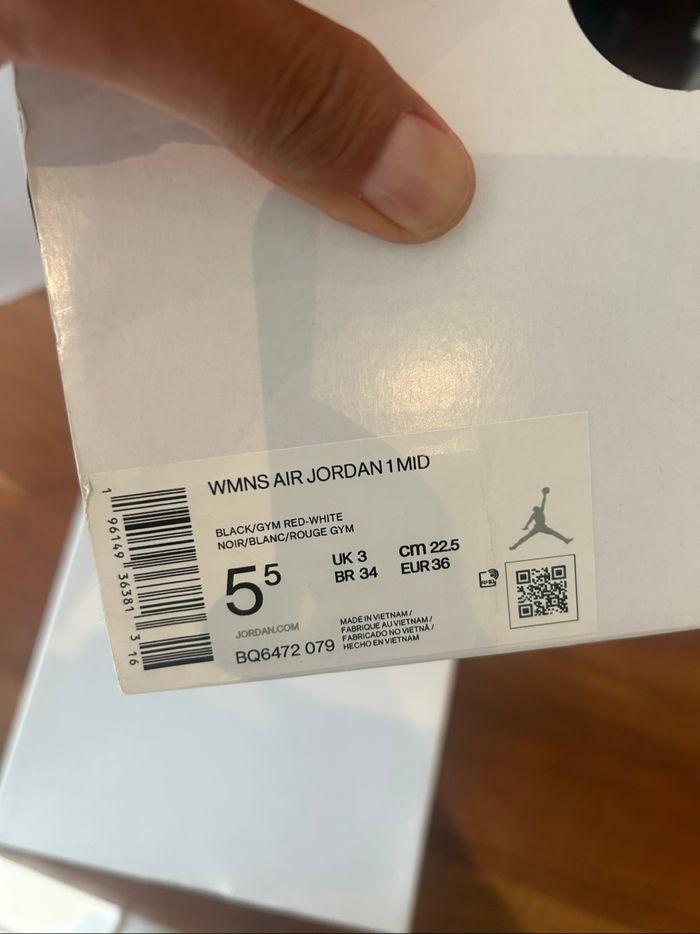 WMNS AIR JORDAN 1 MID
BLACK/GYM RED-WHITE
NOIR/BLANC/ROUGE GYM
5⁵
UK 3
BR 34
cm 22.5
EUR 36
RFID
JORDAN.COM
BQ6472 079
MADE IN VIETNAM /
FABRIQUE AU VIETNAM /
FABRICADO NO VIETNÃ /
HECHO EN VIETNAM
1 96149 36381 3 16